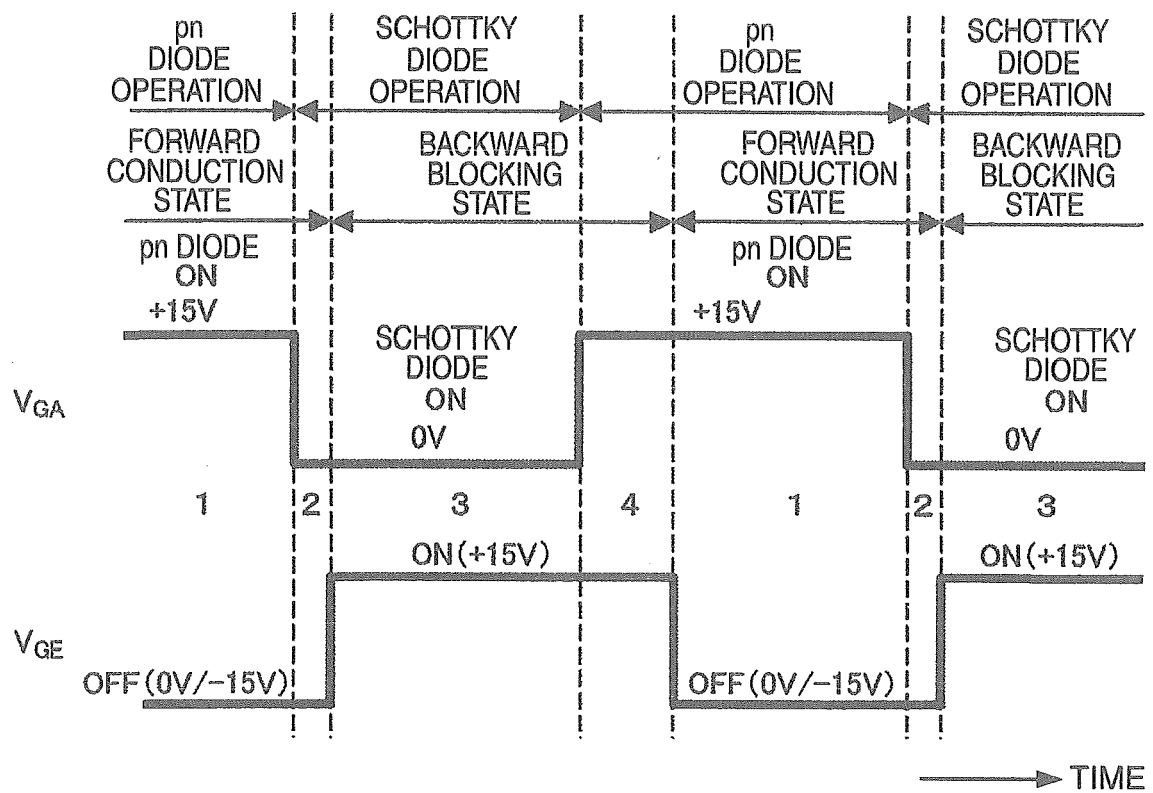 pn
DIODE
OPERATION
SCHOTTKY
DIODE
OPERATION
pn
DIODE
OPERATION
SCHOTTKY
DIODE
OPERATION
FORWARD
CONDUCTION
STATE
BACKWARD
BLOCKING
STATE
FORWARD
CONDUCTION
STATE
BACKWARD
BLOCKING
STATE
pn DIODE
ON
+15V
SCHOTTKY
DIODE
ON
0V
pn DIODE
ON
+15V
SCHOTTKY
DIODE
ON
0V
VGA
1 2 3 4 1 2 3
ON(+15V)
ON(+15V)
VGE
OFF(0V/−15V)
OFF(0V/−15V)
TIME